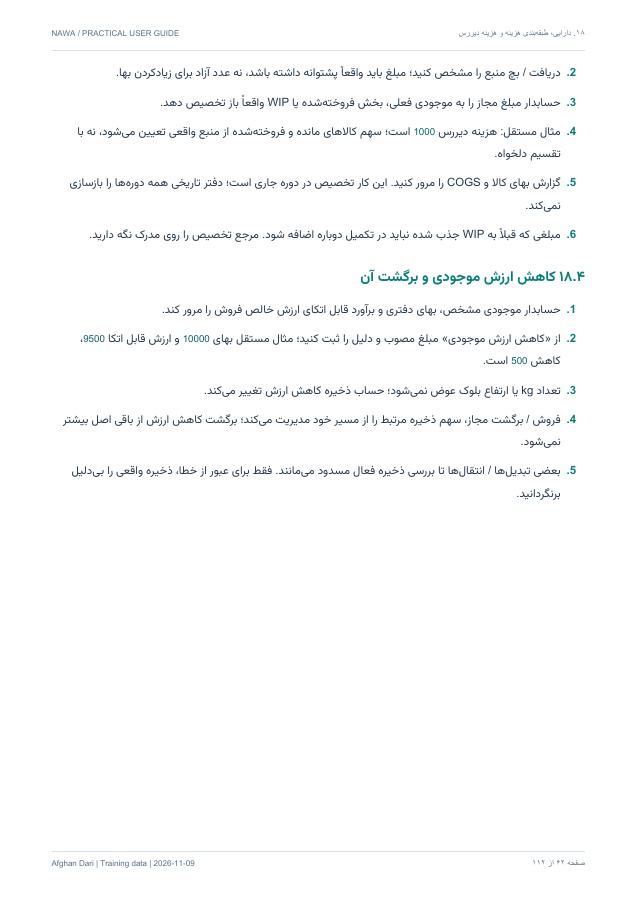 NAWA / PRACTICAL USER GUIDE
۱۸. دارایی، طبقه‌بندی هزینه و هزینه دیررس
2. دریافت / بچ منبع را مشخص کنید؛ مبلغ باید واقعاً پشتوانه داشته باشد، نه عدد آزاد برای زیادکردن بها.
3. حسابدار مبلغ مجاز را به موجودی فعلی، بخش فروخته‌شده یا WIP واقعاً باز تخصیص دهد.
4. مثال مستقل: هزینه دیررس 1000 است؛ سهم کالاهای مانده و فروخته‌شده از منبع واقعی تعیین می‌شود، نه با
تقسیم دلخواه.
5. گزارش بهای کالا و COGS را مرور کنید. این کار تخصیص در دوره جاری است؛ دفتر تاریخی همه دوره‌ها را بازسازی
نمی‌کند.
6. مبلغی که قبلاً به WIP جذب شده نباید در تکمیل دوباره اضافه شود. مرجع تخصیص را روی مدرک نگه دارید.
۱۸.۴ کاهش ارزش موجودی و برگشت آن
1. حسابدار موجودی مشخص، بهای دفتری و برآورد قابل اتکای ارزش خالص فروش را مرور کند.
2. از «کاهش ارزش موجودی» مبلغ مصوب و دلیل را ثبت کنید؛ مثال مستقل بهای 10000 و ارزش قابل اتکا 9500،
کاهش 500 است.
3. تعداد kg یا ارتفاع بلوک عوض نمی‌شود؛ حساب ذخیره کاهش ارزش تغییر می‌کند.
4. فروش / برگشت مجاز، سهم ذخیره مرتبط را از مسیر خود مدیریت می‌کند؛ برگشت کاهش ارزش از باقی اصل بیشتر
نمی‌شود.
5. بعضی تبدیل‌ها / انتقال‌ها تا بررسی ذخیره فعال مسدود می‌مانند. فقط برای عبور از خطا، ذخیره واقعی را بی‌دلیل
برنگردانید.
Afghan Dari | Training data | 2026-11-09
صفحه ۶۲ از ۱۱۲